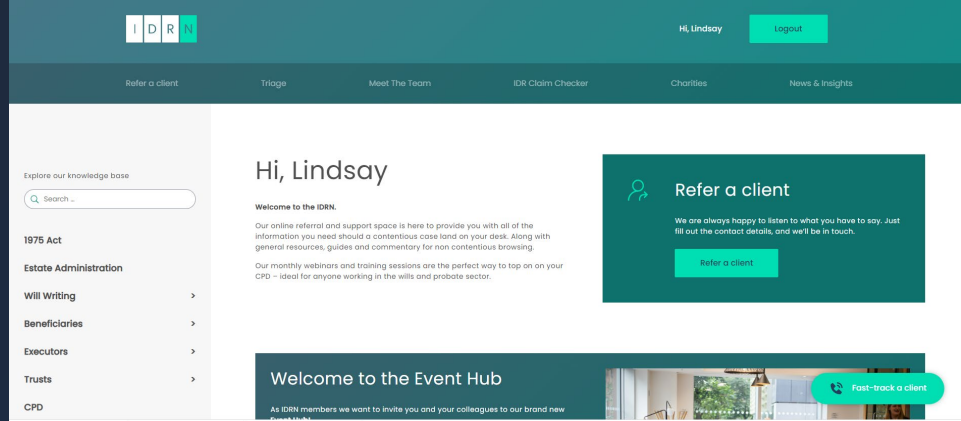 IDRN
Hi, Lindsay
Logout
Refer a client
Triage
Meet The Team
IDR Claim Checker
Charities
News & Insights
Explore our knowledge base
Search ..
1975 Act
Estate Administration
Will Writing >
Beneficiaries >
Executors >
Trusts >
CPD
Hi, Lindsay
Welcome to the IDRN.
Our online referral and support space is here to provide you with all of the
information you need should a contentious case land on your desk. Along with
general resources, guides and commentary for non contentious browsing.
Our monthly webinars and training sessions are the perfect way to top on on your
CPD – ideal for anyone working in the wills and probate sector.
Refer a client
We are always happy to listen to what you have to say. Just
fill out the contact details, and we'll be in touch.
Refer a client
Welcome to the Event Hub
As IDRN members we want to invite you and your colleagues to our brand new
Event Hub!
Fast-track a client